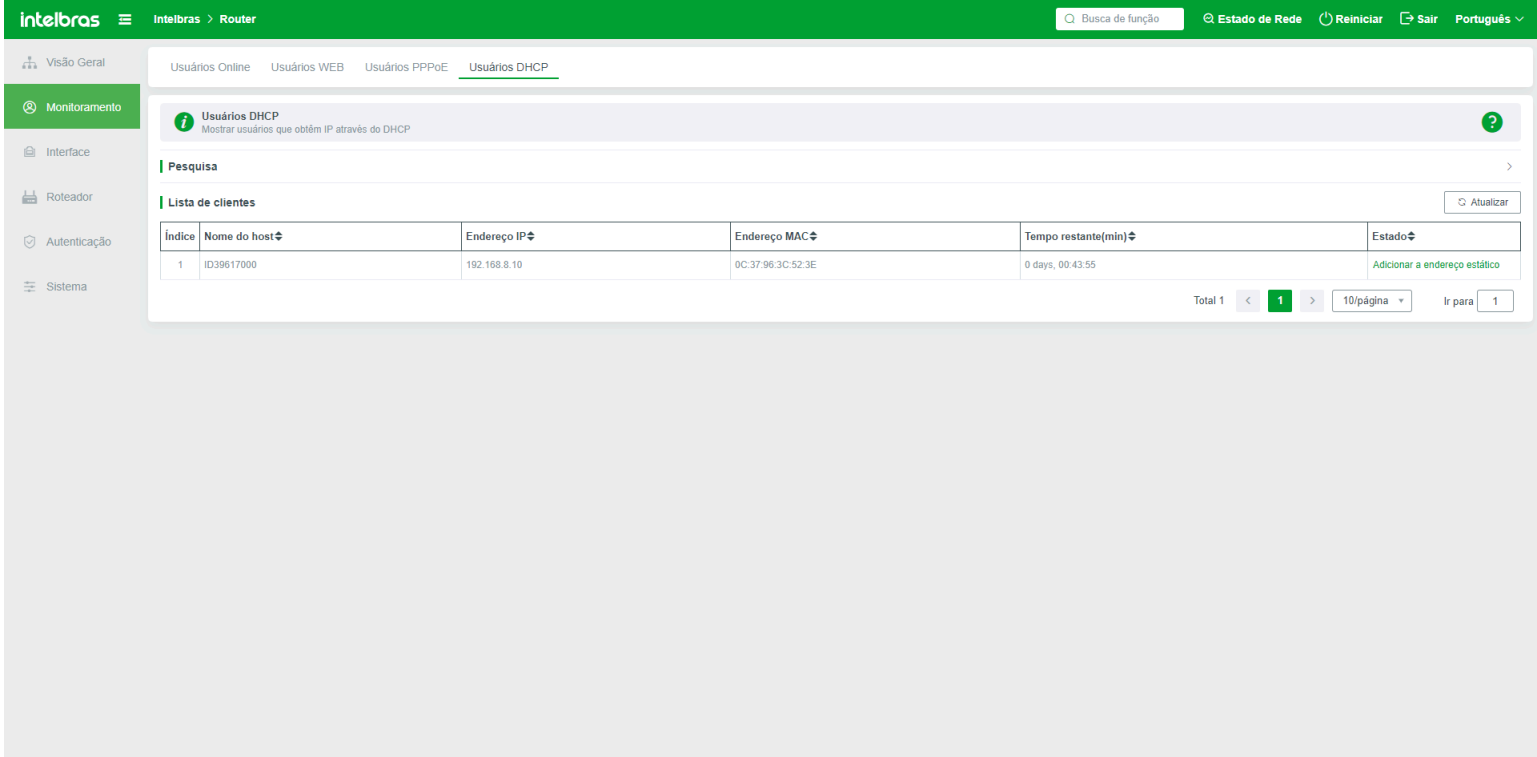 intelbras Intelbras > Router Busca de função Estado de Rede Reiniciar Sair Português
Visão Geral
Monitoramento
Interface
Roteador
Autenticação
Sistema
Usuários Online Usuários WEB Usuários PPPoE Usuários DHCP
i Usuários DHCP ?
Mostrar usuários que obtêm IP através do DHCP
Pesquisa
Lista de clientes Atualizar
Índice Nome do host Endereço IP Endereço MAC Tempo restante(min) Estado
1 ID39617000 192.168.8.10 0C:37:96:3C:52:3E 0 days, 00:43:55 Adicionar a endereço estático
Total 1 < 1 > 10/página Ir para 1